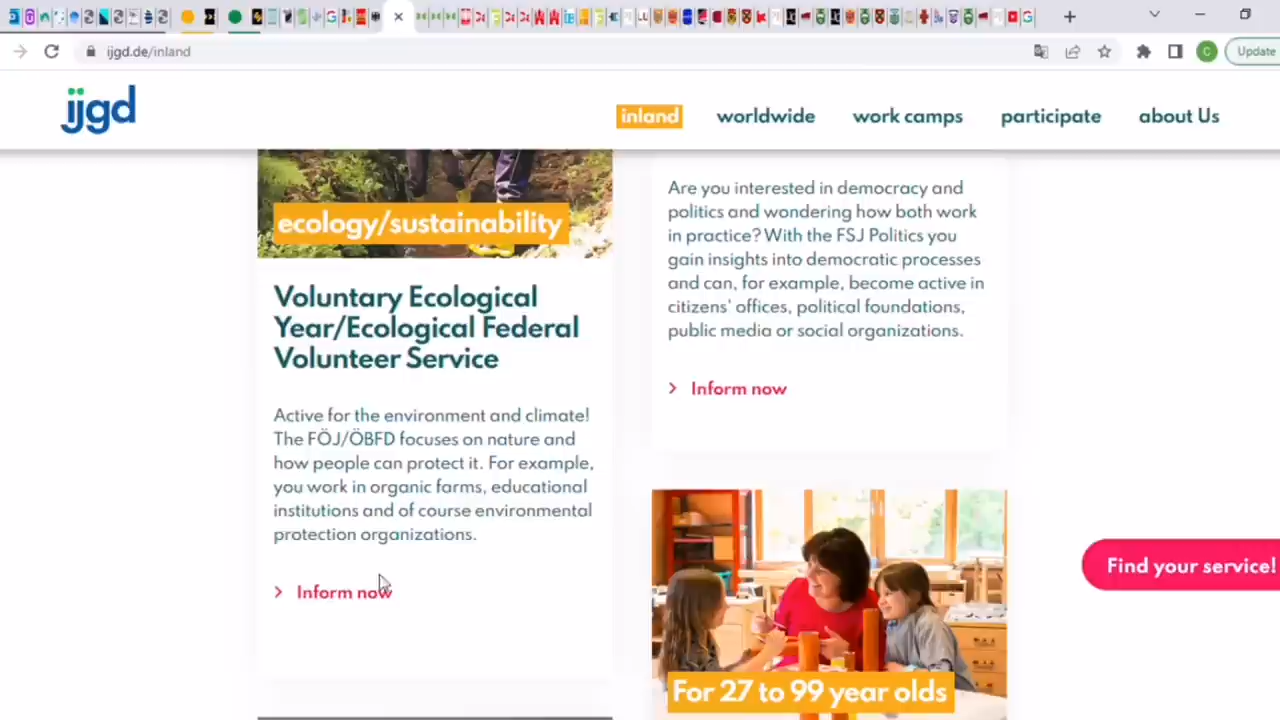 ijgd.de/inland
Update
ijgd
inland
worldwide
work camps
participate
about Us
ecology/sustainability
Voluntary Ecological
Year/Ecological Federal
Volunteer Service
Active for the environment and climate!
The FÖJ/ÖBFD focuses on nature and
how people can protect it. For example,
you work in organic farms, educational
institutions and of course environmental
protection organizations.
Inform now
Are you interested in democracy and
politics and wondering how both work
in practice? With the FSJ Politics you
gain insights into democratic processes
and can, for example, become active in
citizens' offices, political foundations,
public media or social organizations.
Inform now
For 27 to 99 year olds
Find your service!